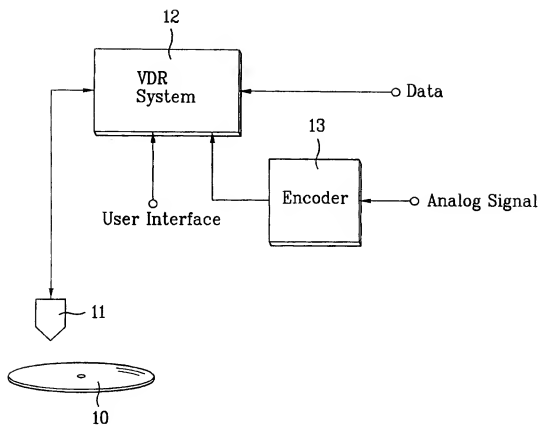 12
VDR
System
Data
13
Encoder
Analog Signal
User Interface
11
10